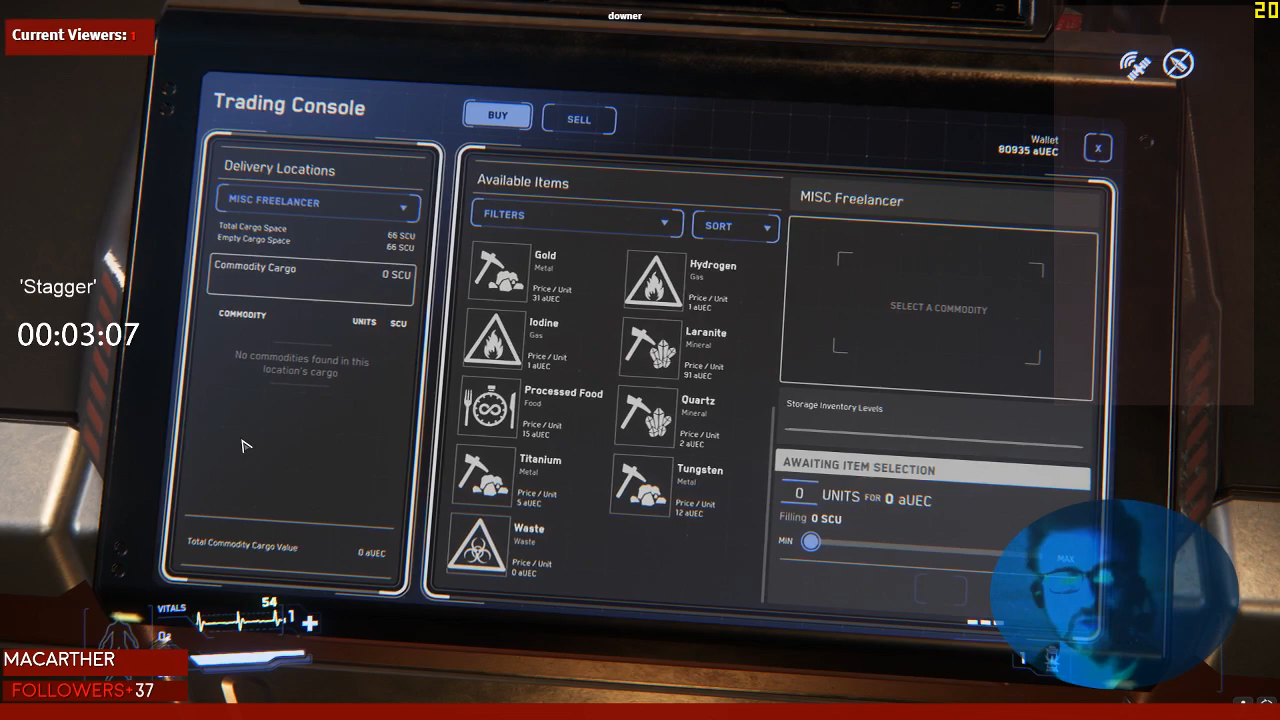 downer
20
Current Viewers: 1
Trading Console
BUY
SELL
Wallet
80935 aUEC
X
Delivery Locations
MISC FREELANCER
Total Cargo Space 66 SCU
Empty Cargo Space 66 SCU
Commodity Cargo 0 SCU
COMMODITY UNITS SCU
No commodities found in this
location's cargo
Total Commodity Cargo Value 0 aUEC
Available Items
FILTERS
SORT
Gold
Metal
Price / Unit
31 aUEC
Hydrogen
Gas
Price / Unit
1 aUEC
Iodine
Gas
Price / Unit
1 aUEC
Laranite
Mineral
Price / Unit
91 aUEC
Processed Food
Food
Price / Unit
15 aUEC
Quartz
Mineral
Price / Unit
2 aUEC
Titanium
Metal
Price / Unit
5 aUEC
Tungsten
Metal
Price / Unit
12 aUEC
Waste
Waste
Price / Unit
0 aUEC
MISC Freelancer
SELECT A COMMODITY
Storage Inventory Levels
AWAITING ITEM SELECTION
0 UNITS FOR 0 aUEC
Filling 0 SCU
MIN
MAX
'Stagger'
00:03:07
VITALS
54
1
O2
MACARTHER
FOLLOWERS+ 37
1